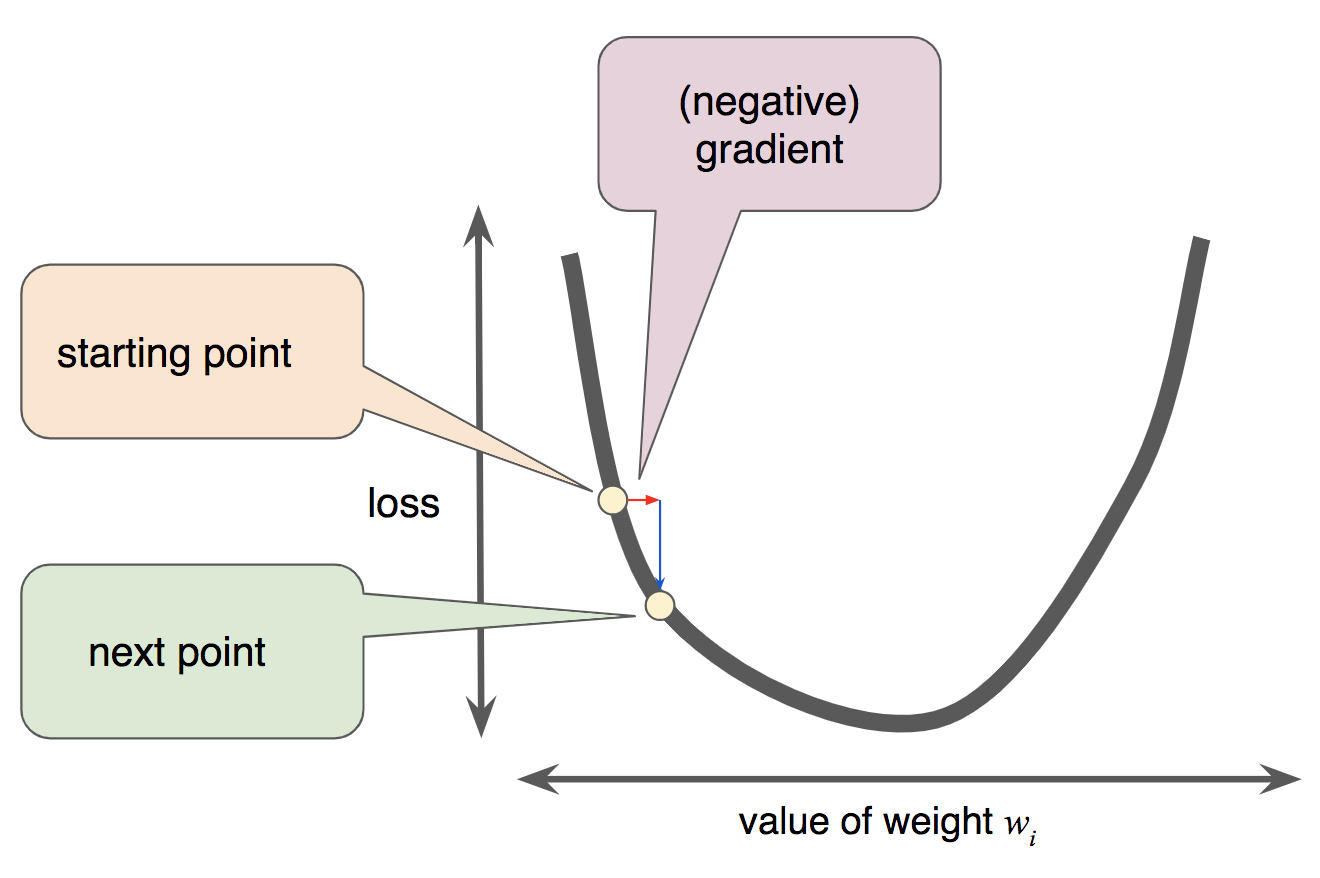 (negative)
gradient
starting point
loss
next point
value of weight wᵢ